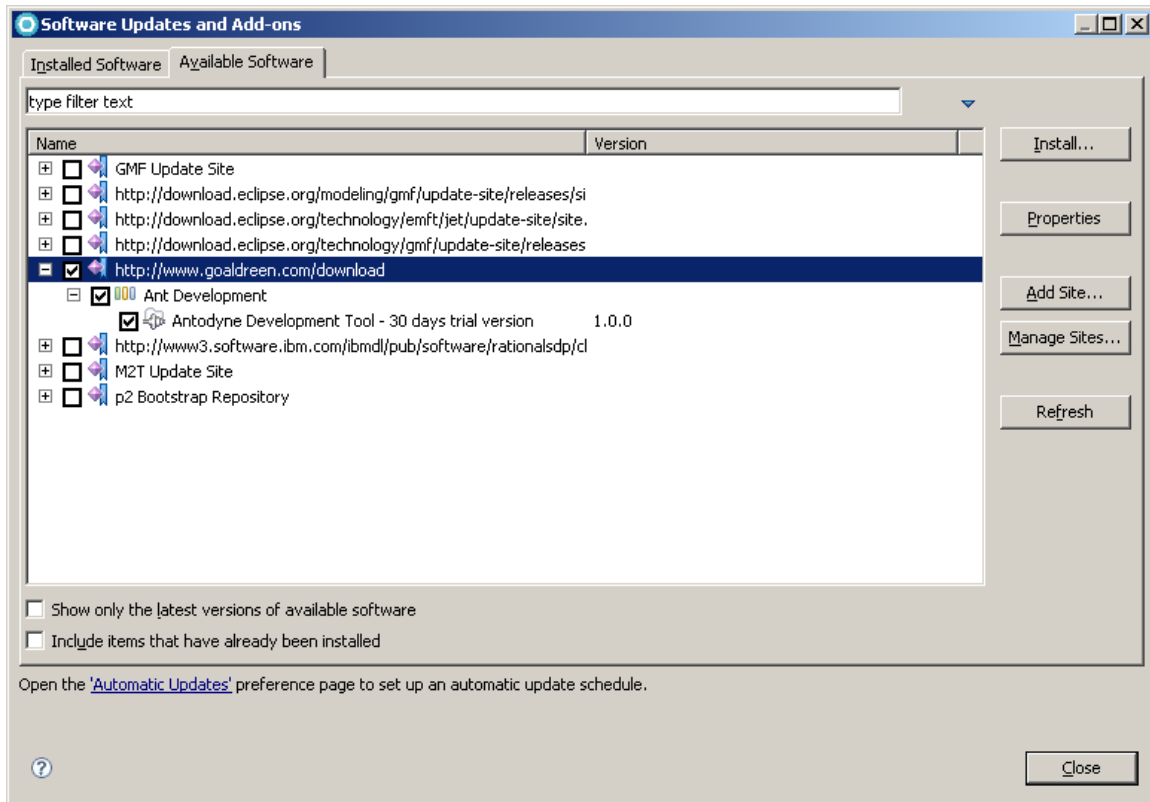 Software Updates and Add-ons
Installed Software Available Software
type filter text
Name Version
Install...
GMF Update Site
http://download.eclipse.org/modeling/gmf/update-site/releases/si
http://download.eclipse.org/technology/emft/jet/update-site/site.
Properties
http://download.eclipse.org/technology/gmf/update-site/releases
http://www.goaldreen.com/download
Ant Development
Add Site...
Antodyne Development Tool - 30 days trial version 1.0.0
http://www3.software.ibm.com/ibmdl/pub/software/rationalsdp/cl
Manage Sites...
M2T Update Site
p2 Bootstrap Repository
Refresh
Show only the latest versions of available software
Include items that have already been installed
Open the 'Automatic Updates' preference page to set up an automatic update schedule.
?
Close